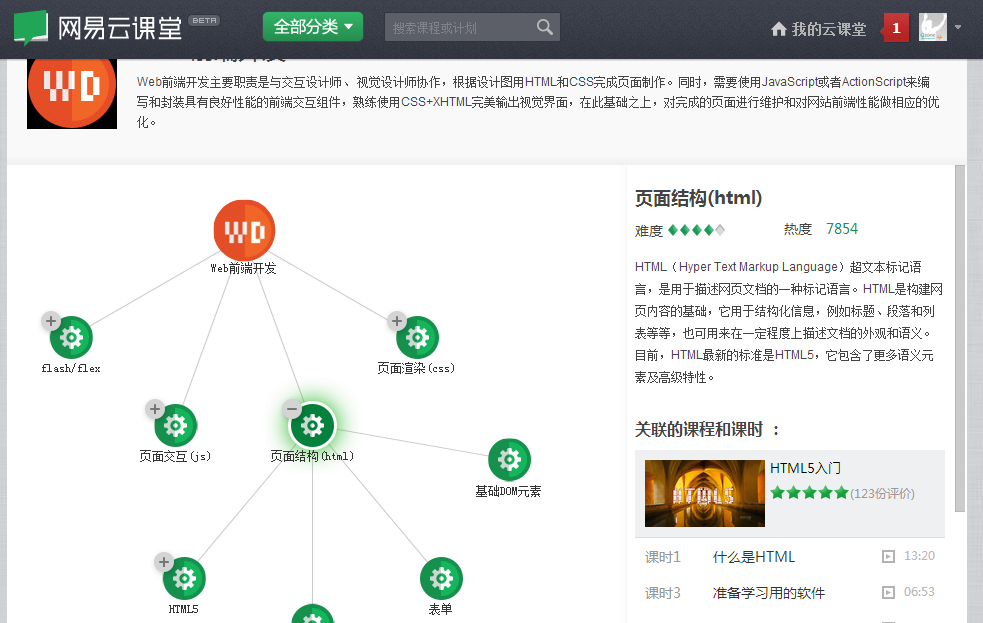 网易云课堂 BETA 全部分类 搜索课程或计划 我的云课堂 1
WD
Web前端开发主要职责是与交互设计师、视觉设计师协作，根据设计图用HTML和CSS完成页面制作。同时，需要使用JavaScript或者ActionScript来编
写和封装具有良好性能的前端交互组件，熟练使用CSS+XHTML完美输出视觉界面，在此基础之上，对完成的页面进行维护和对网站前端性能做相应的优
化。
WD
Web前端开发
flash/flex
页面渲染(css)
页面交互(js)
页面结构(html)
基础DOM元素
HTML5
表单
页面结构(html)
难度 热度 7854
HTML（Hyper Text Markup Language）超文本标记语
言，是用于描述网页文档的一种标记语言。HTML是构建网
页内容的基础，它用于结构化信息，例如标题、段落和列
表等等，也可用来在一定程度上描述文档的外观和语义。
目前，HTML最新的标准是HTML5，它包含了更多语义元
素及高级特性。
关联的课程和课时 ：
HTML5入门
(123份评价)
课时1 什么是HTML 13:20
课时3 准备学习用的软件 06:53